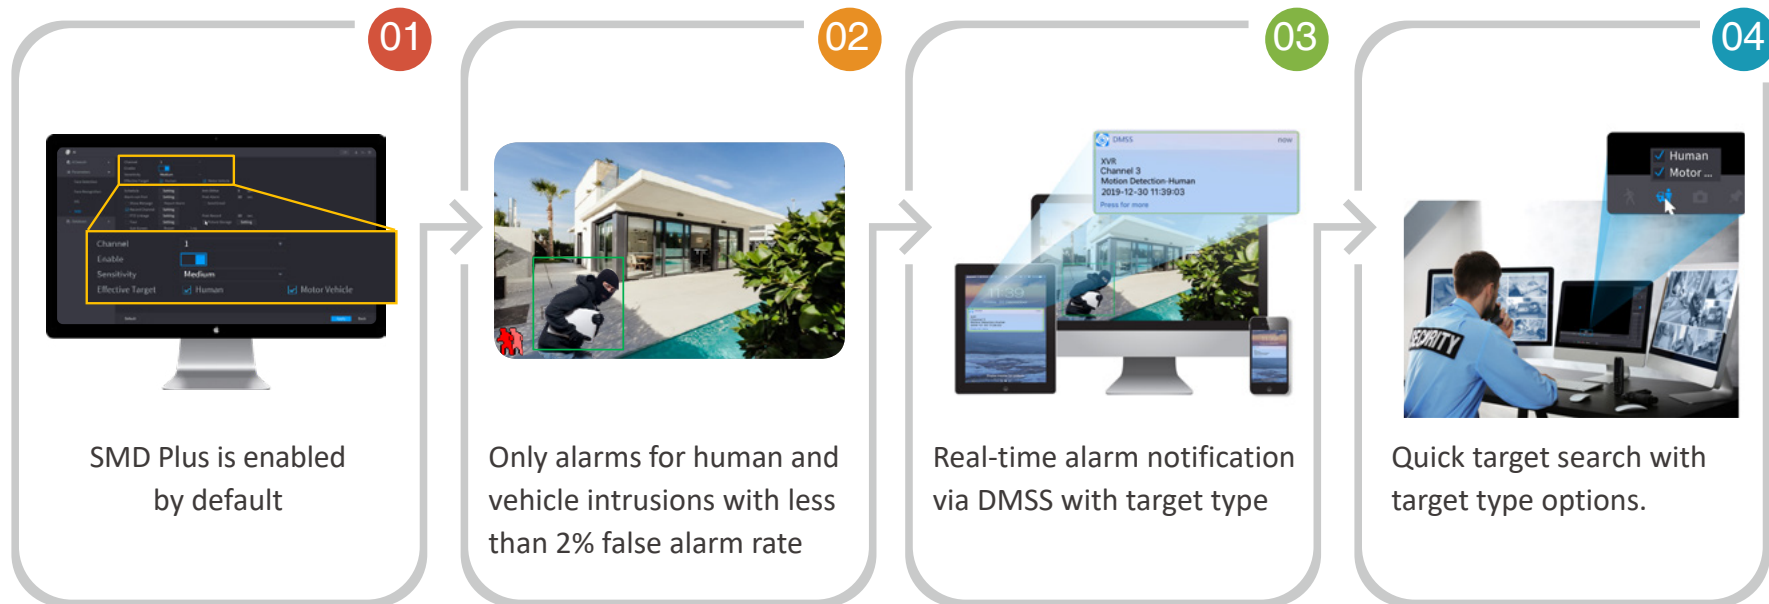 01
Channel 1
Enable
Sensitivity Medium
Effective Target Human Motor Vehicle
SMD Plus is enabled
by default
02
Only alarms for human and
vehicle intrusions with less
than 2% false alarm rate
03
DMSS now
XVR
Channel 3
Motion Detection-Human
2019-12-30 11:39:03
Press for more
11:39
Real-time alarm notification
via DMSS with target type
04
Human
Motor ...
SECURITY
Quick target search with
target type options.